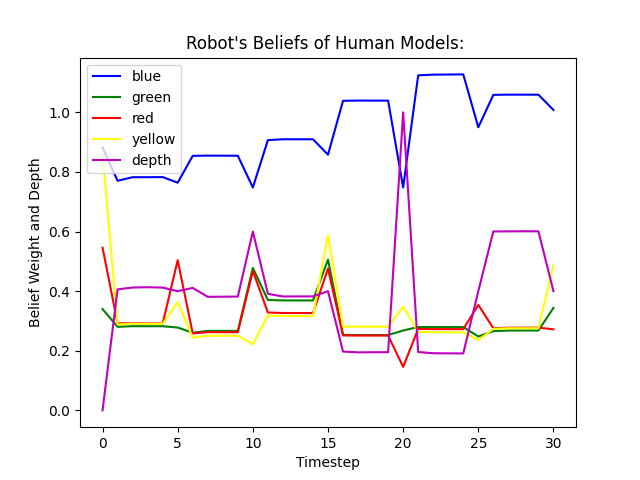 Robot's Beliefs of Human Models:
blue
green
red
yellow
depth
Belief Weight and Depth
1.0
0.8
0.6
0.4
0.2
0.0
0 5 10 15 20 25 30
Timestep